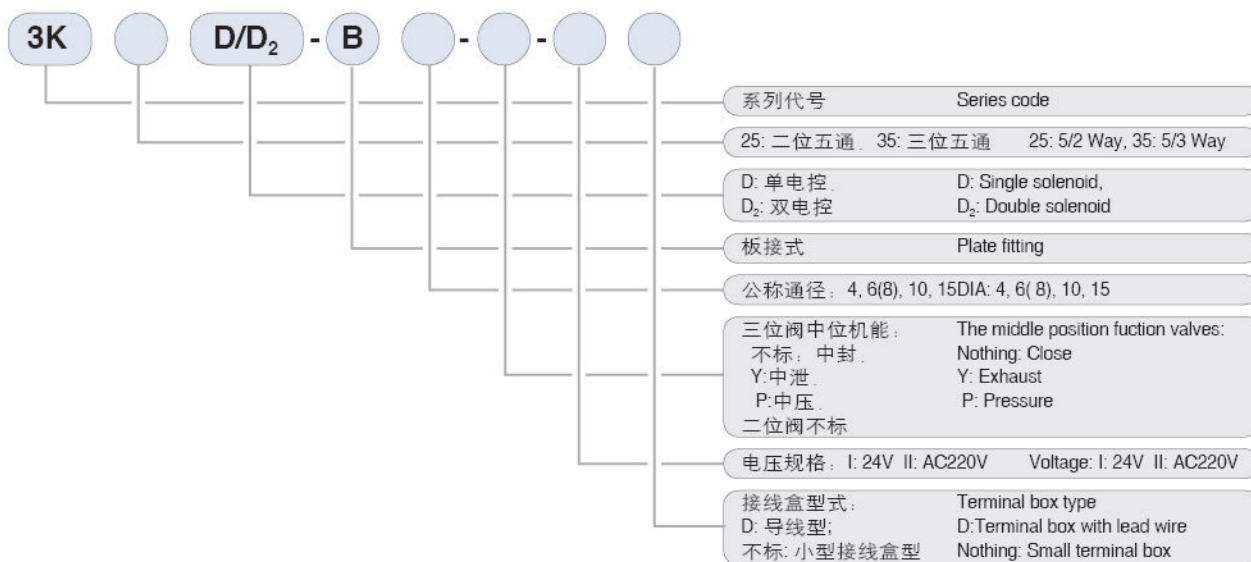 3K D/D₂ - B - -
系列代号 Series code
25: 二位五通. 35: 三位五通 25: 5/2 Way, 35: 5/3 Way
D: 单电控. D: Single solenoid,
D₂: 双电控 D₂: Double solenoid
板接式 Plate fitting
公称通径: 4, 6(8), 10, 15DIA: 4, 6( 8), 10, 15
三位阀中位机能: The middle position fuction valves:
不标: 中封. Nothing: Close
Y:中泄. Y: Exhaust
P:中压. P: Pressure
二位阀不标
电压规格: I: 24V II: AC220V Voltage: I: 24V II: AC220V
接线盒型式: Terminal box type
D: 导线型; D:Terminal box with lead wire
不标: 小型接线盒型 Nothing: Small terminal box